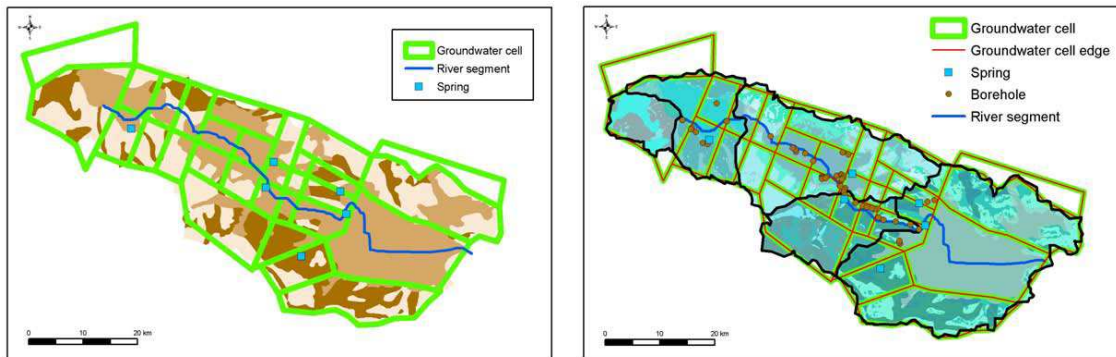 Groundwater cell
River segment
Spring
0 10 20 km
Groundwater cell
Groundwater cell edge
Spring
Borehole
River segment
0 10 20 km